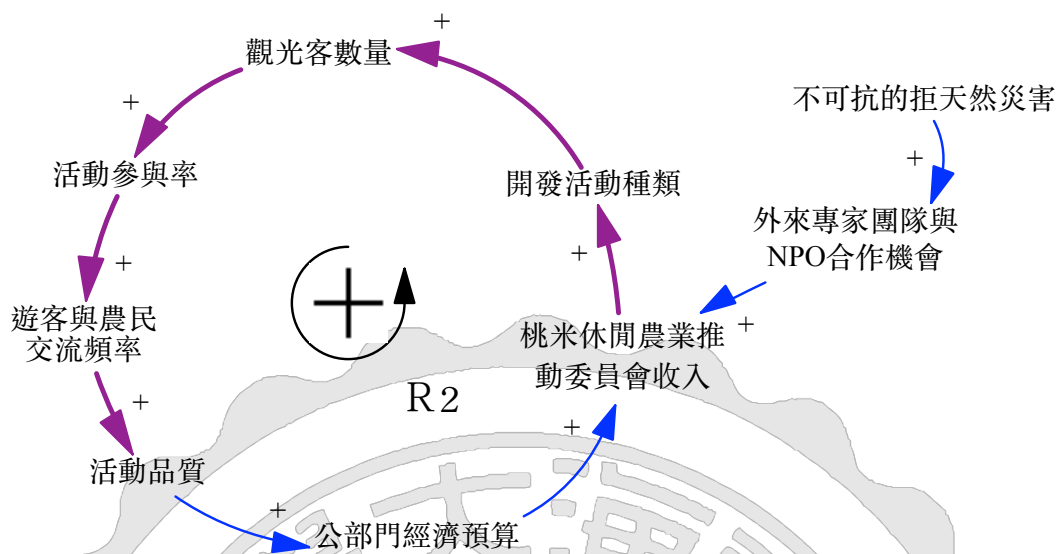 +
觀光客數量
+
不可抗的拒天然災害
+
活動參與率
開發活動種類
+
外來專家團隊與
NPO合作機會
+
+
遊客與農民
交流頻率
桃米休閒農業推
動委員會收入
+
R2
+
+
活動品質
+
公部門經濟預算